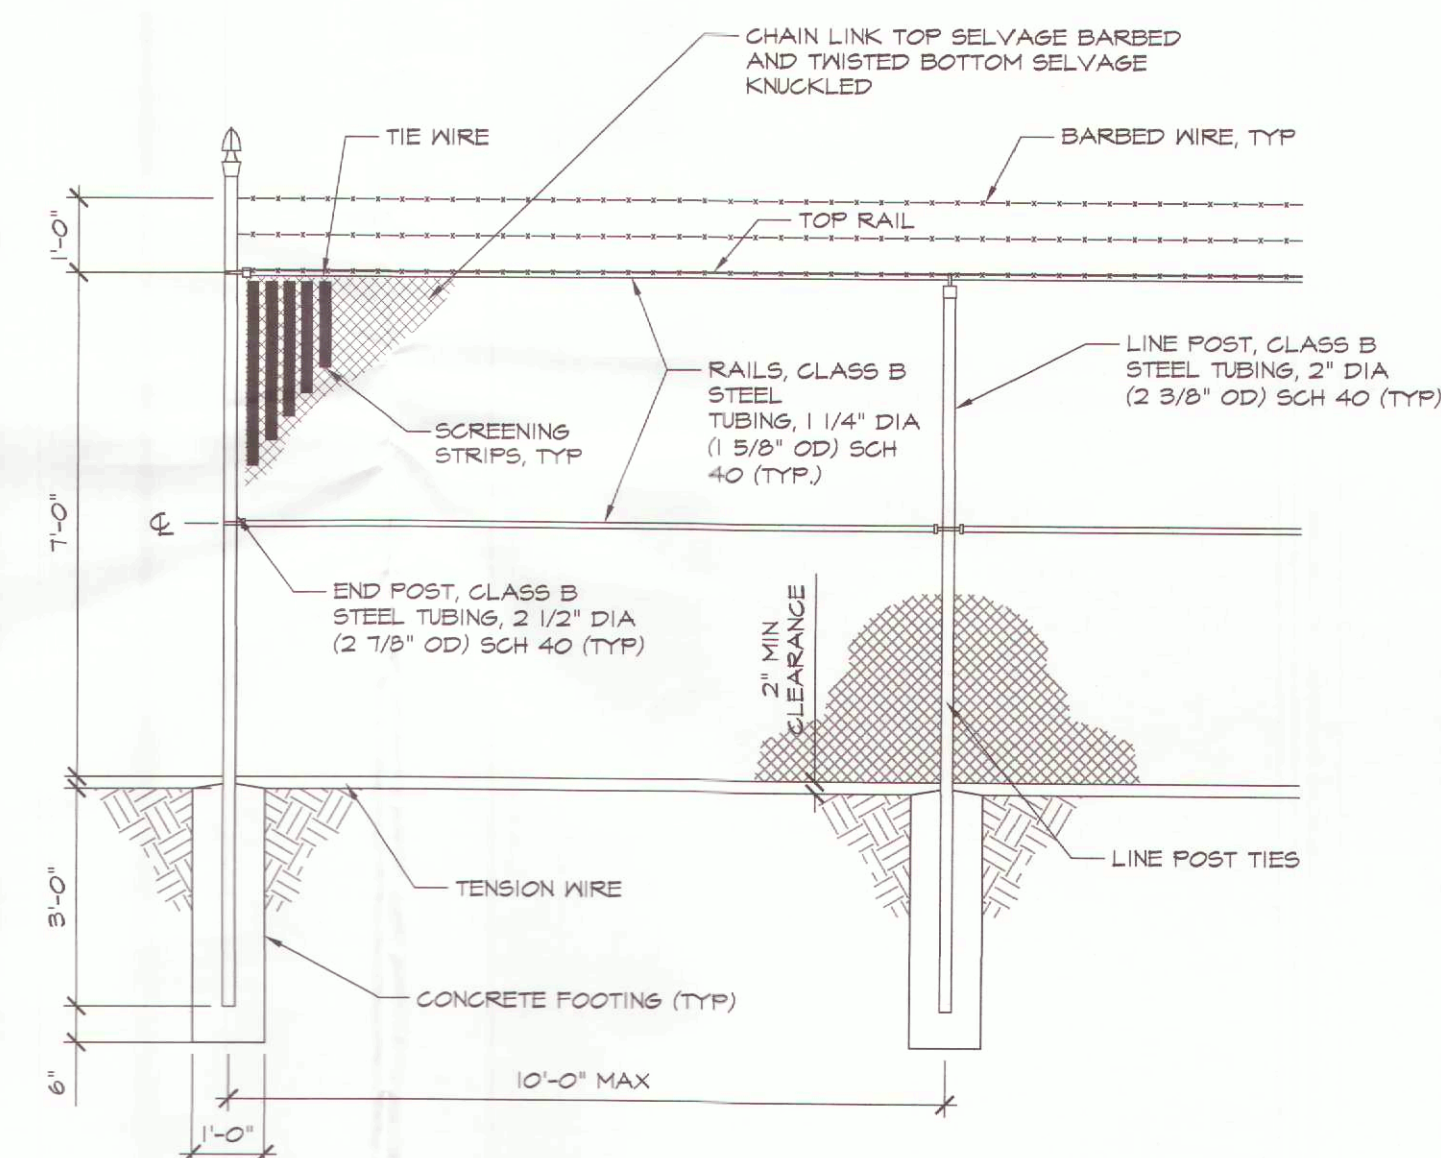 CHAIN LINK TOP SELVAGE BARBED
AND TWISTED BOTTOM SELVAGE
KNUCKLED
TIE WIRE
BARBED WIRE, TYP
1'-0"
TOP RAIL
LINE POST, CLASS B
STEEL TUBING, 2" DIA
(2 3/8" OD) SCH 40 (TYP)
RAILS, CLASS B
STEEL
TUBING, 1 1/4" DIA
(1 5/8" OD) SCH
40 (TYP.)
SCREENING
STRIPS, TYP
7'-0"
℄
END POST, CLASS B
STEEL TUBING, 2 1/2" DIA
(2 7/8" OD) SCH 40 (TYP)
2" MIN
CLEARANCE
LINE POST TIES
TENSION WIRE
3'-0"
CONCRETE FOOTING (TYP)
6"
10'-0" MAX
1'-0"